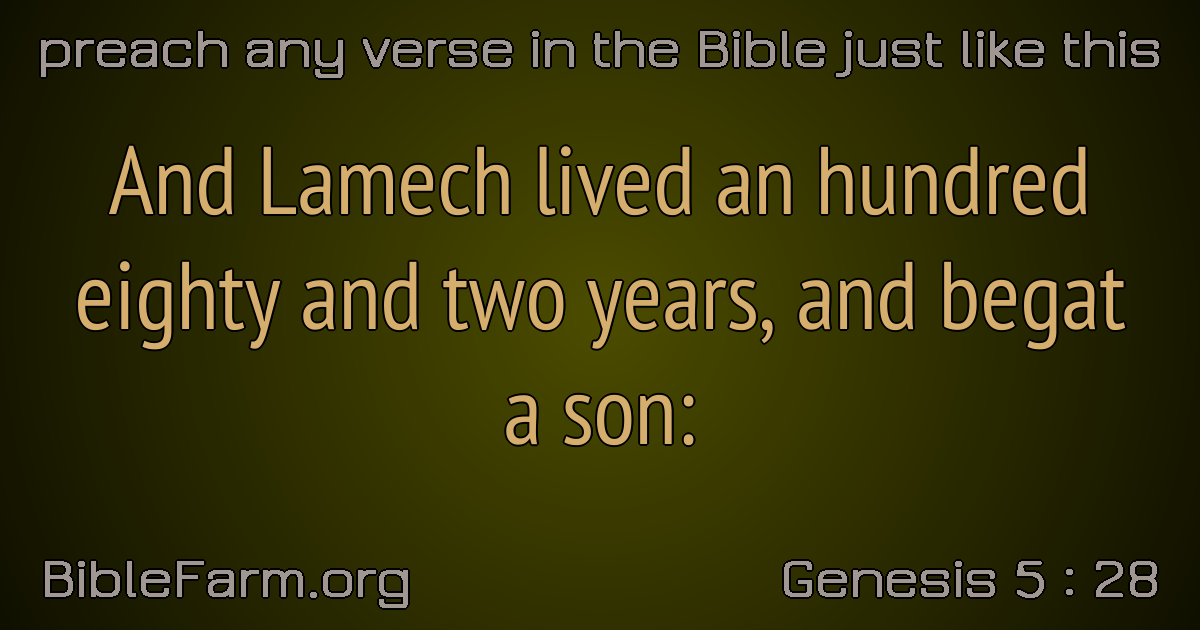 preach any verse in the Bible just like this
And Lamech lived an hundred
eighty and two years, and begat
a son:
BibleFarm.org
Genesis 5 : 28